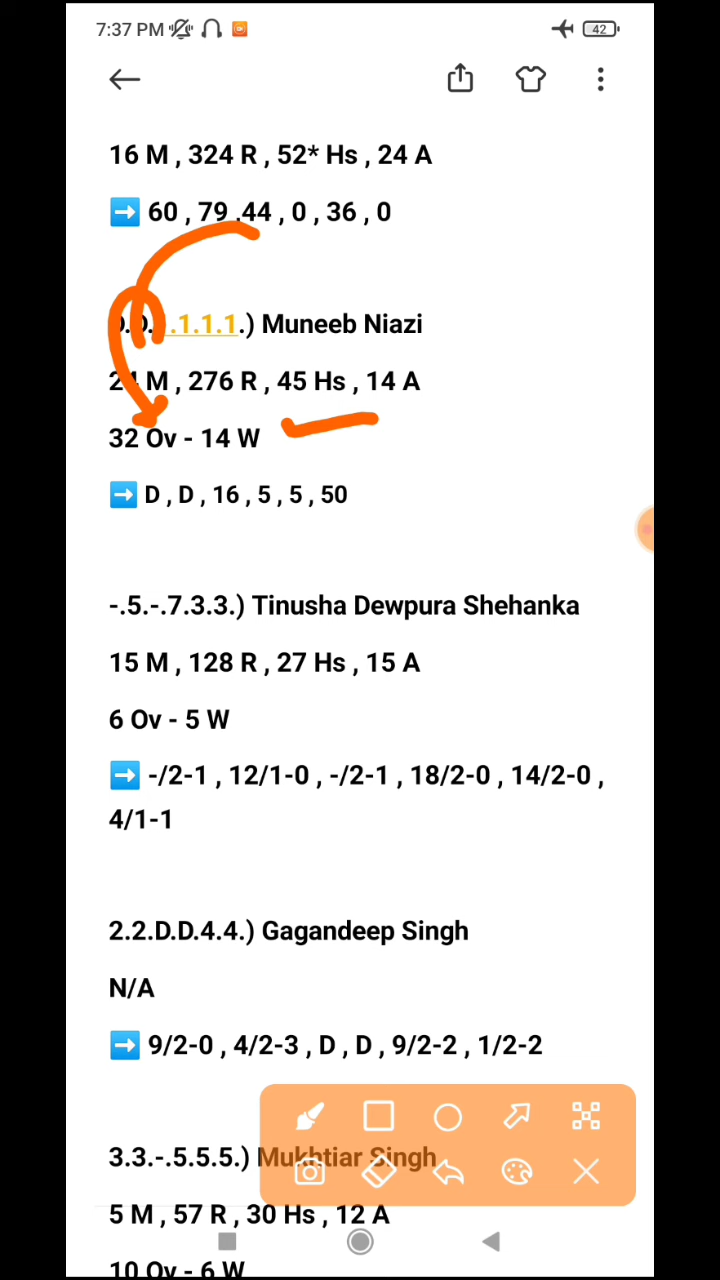 7:37 PM 42
16 M , 324 R , 52* Hs , 24 A
➡️ 60 , 79 ,44 , 0 , 36 , 0
.1.1.1.) Muneeb Niazi
24 M , 276 R , 45 Hs , 14 A
32 Ov - 14 W
➡️ D , D , 16 , 5 , 5 , 50
-.5.-.7.3.3.) Tinusha Dewpura Shehanka
15 M , 128 R , 27 Hs , 15 A
6 Ov - 5 W
➡️ -/2-1 , 12/1-0 , -/2-1 , 18/2-0 , 14/2-0 ,
4/1-1
2.2.D.D.4.4.) Gagandeep Singh
N/A
➡️ 9/2-0 , 4/2-3 , D , D , 9/2-2 , 1/2-2
3.3.-.5.5.5.) Mukhtiar Singh
5 M , 57 R , 30 Hs , 12 A
10 Ov - 6 W